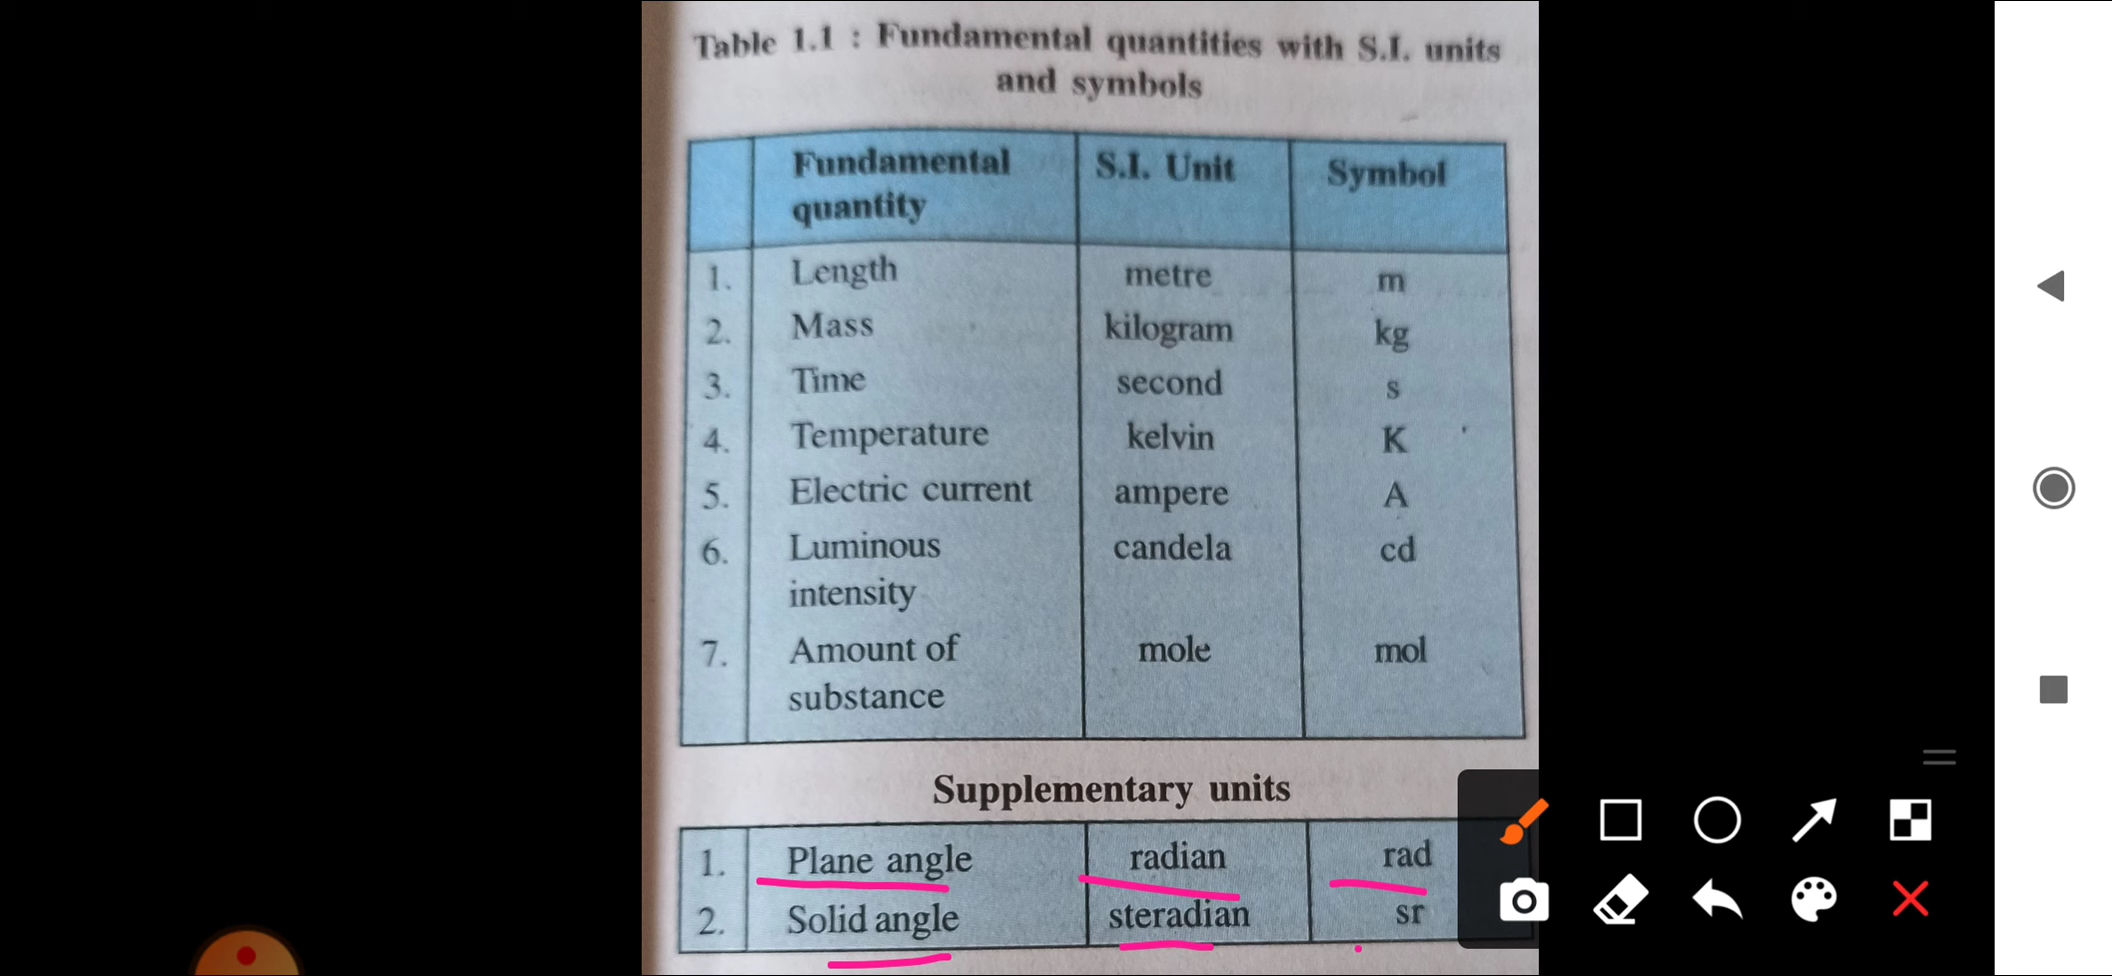 Table 1.1 : Fundamental quantities with S.I. units
and symbols
Fundamental quantity S.I. Unit Symbol
1. Length metre m
2. Mass kilogram kg
3. Time second s
4. Temperature kelvin K
5. Electric current ampere A
6. Luminous intensity candela cd
7. Amount of substance mole mol
Supplementary units
1. Plane angle radian rad
2. Solid angle steradian sr